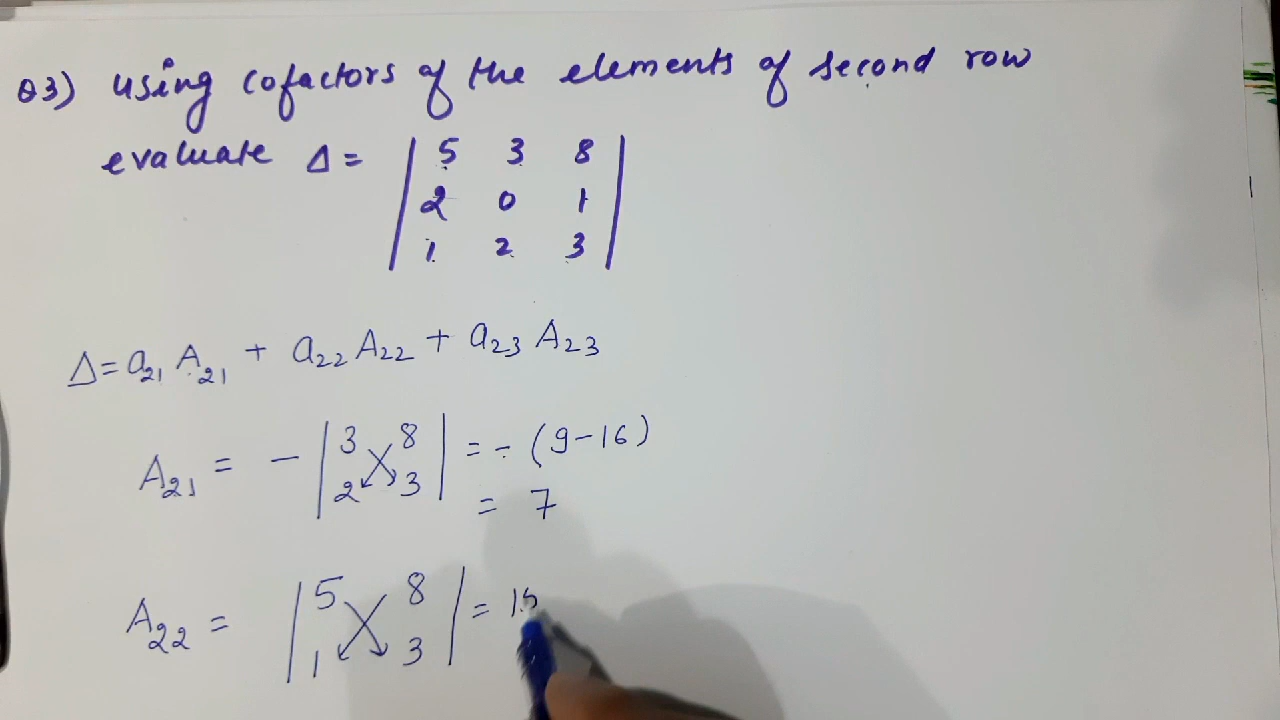 Q3) Using cofactors of the elements of second row
evaluate Δ = | 5 3 8 |
| 2 0 1 |
| 1 2 3 |
Δ = a₂₁ A₂₁ + a₂₂ A₂₂ + a₂₃ A₂₃
A₂₁ = - | 3 8 | = - (9-16)
| 2 3 | = 7
A₂₂ = | 5 8 | = 15
| 1 3 |